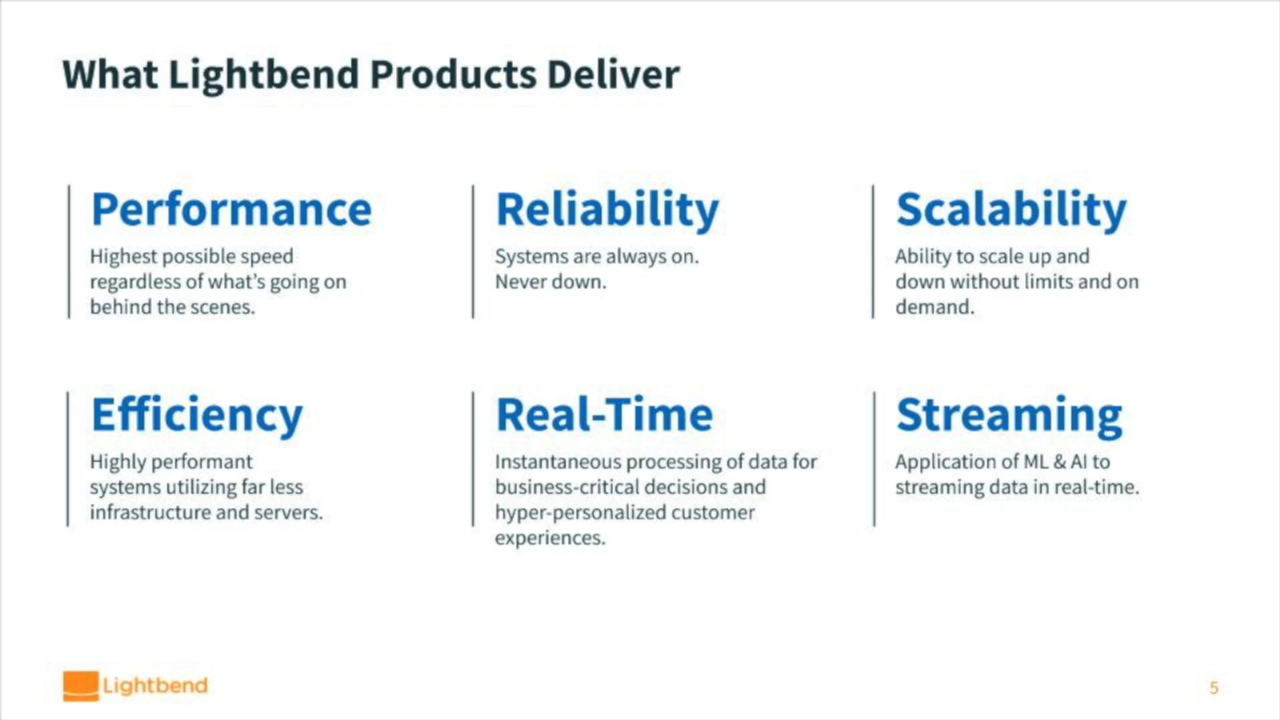 What Lightbend Products Deliver
Performance
Highest possible speed
regardless of what's going on
behind the scenes.
Reliability
Systems are always on.
Never down.
Scalability
Ability to scale up and
down without limits and on
demand.
Efficiency
Highly performant
systems utilizing far less
infrastructure and servers.
Real-Time
Instantaneous processing of data for
business-critical decisions and
hyper-personalized customer
experiences.
Streaming
Application of ML & AI to
streaming data in real-time.
Lightbend
5